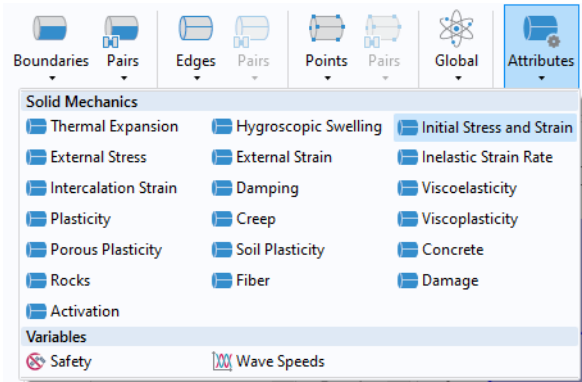 Boundaries Pairs Edges Pairs Points Pairs Global Attributes
Solid Mechanics
Thermal Expansion Hygroscopic Swelling Initial Stress and Strain
External Stress External Strain Inelastic Strain Rate
Intercalation Strain Damping Viscoelasticity
Plasticity Creep Viscoplasticity
Porous Plasticity Soil Plasticity Concrete
Rocks Fiber Damage
Activation
Variables
Safety Wave Speeds